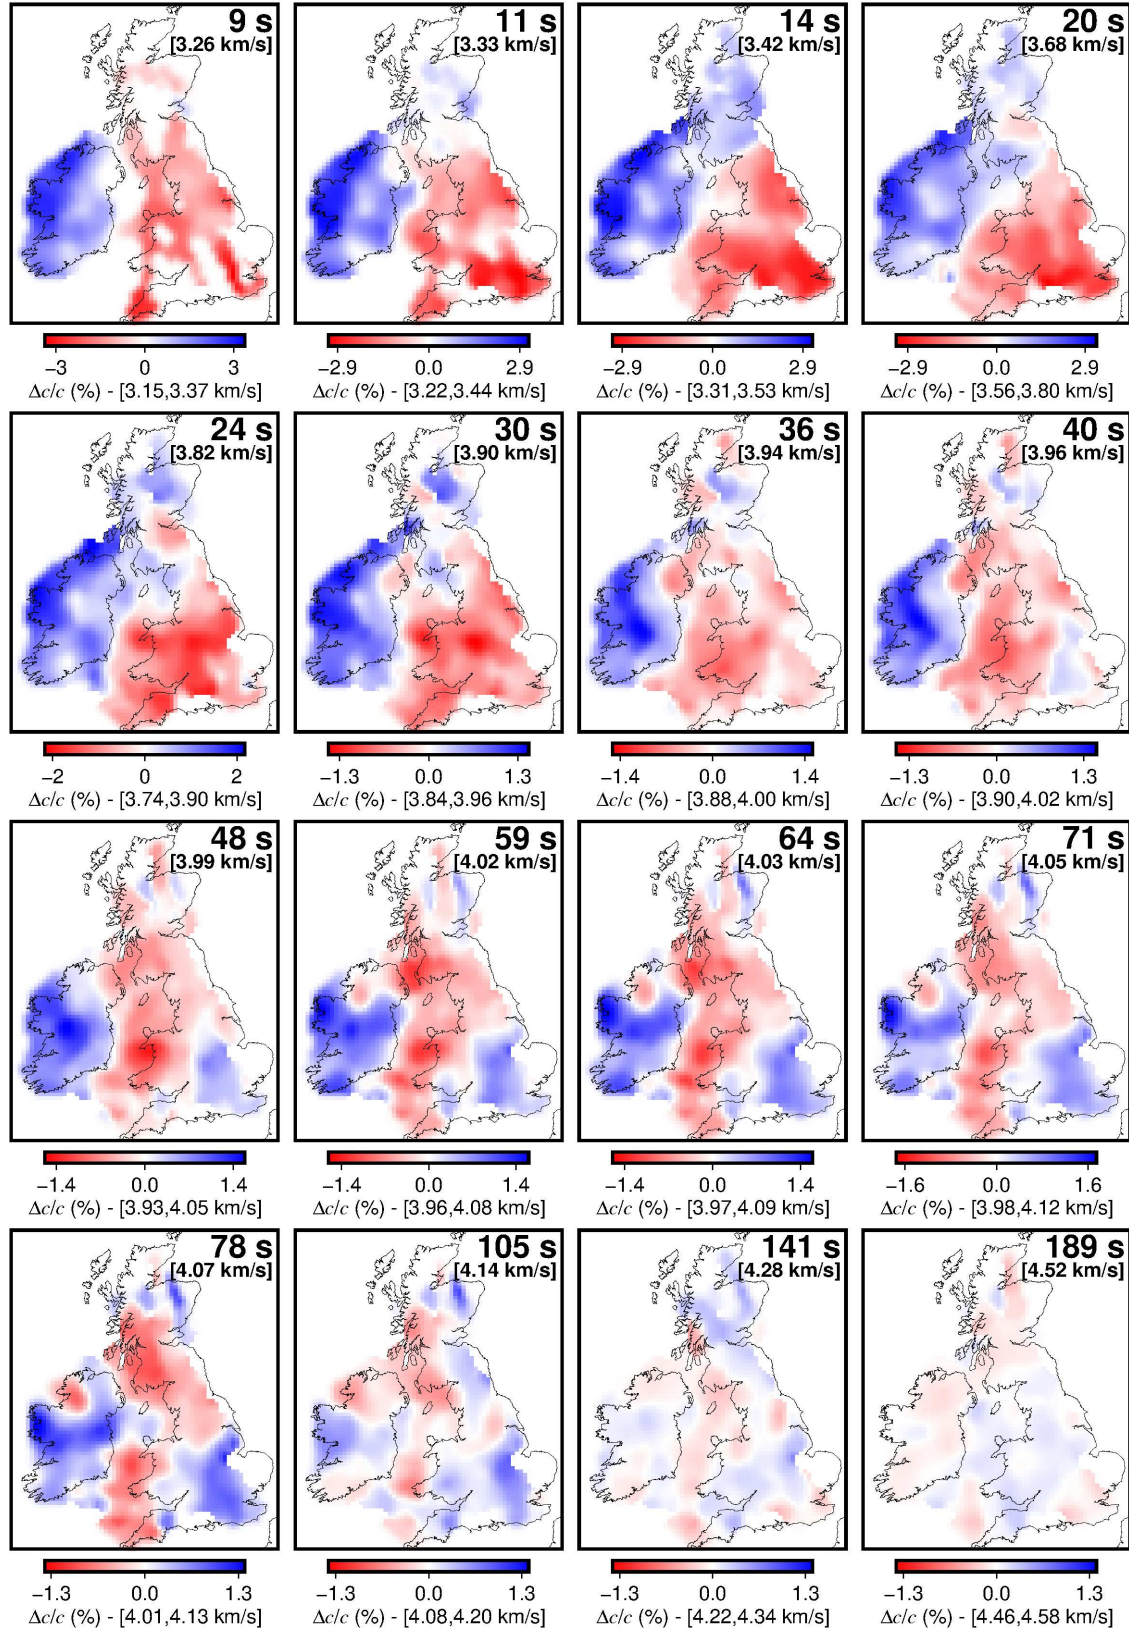 9 s 11 s 14 s 20 s
[3.26 km/s] [3.33 km/s] [3.42 km/s] [3.68 km/s]
−3 0 3 −2.9 0.0 2.9 −2.9 0.0 2.9 −2.9 0.0 2.9
Δc/c (%) - [3.15,3.37 km/s] Δc/c (%) - [3.22,3.44 km/s] Δc/c (%) - [3.31,3.53 km/s] Δc/c (%) - [3.56,3.80 km/s]
24 s 30 s 36 s 40 s
[3.82 km/s] [3.90 km/s] [3.94 km/s] [3.96 km/s]
−2 0 2 −1.3 0.0 1.3 −1.4 0.0 1.4 −1.3 0.0 1.3
Δc/c (%) - [3.74,3.90 km/s] Δc/c (%) - [3.84,3.96 km/s] Δc/c (%) - [3.88,4.00 km/s] Δc/c (%) - [3.90,4.02 km/s]
48 s 59 s 64 s 71 s
[3.99 km/s] [4.02 km/s] [4.03 km/s] [4.05 km/s]
−1.4 0.0 1.4 −1.4 0.0 1.4 −1.4 0.0 1.4 −1.6 0.0 1.6
Δc/c (%) - [3.93,4.05 km/s] Δc/c (%) - [3.96,4.08 km/s] Δc/c (%) - [3.97,4.09 km/s] Δc/c (%) - [3.98,4.12 km/s]
78 s 105 s 141 s 189 s
[4.07 km/s] [4.14 km/s] [4.28 km/s] [4.52 km/s]
−1.3 0.0 1.3 −1.3 0.0 1.3 −1.3 0.0 1.3 −1.3 0.0 1.3
Δc/c (%) - [4.01,4.13 km/s] Δc/c (%) - [4.08,4.20 km/s] Δc/c (%) - [4.22,4.34 km/s] Δc/c (%) - [4.46,4.58 km/s]